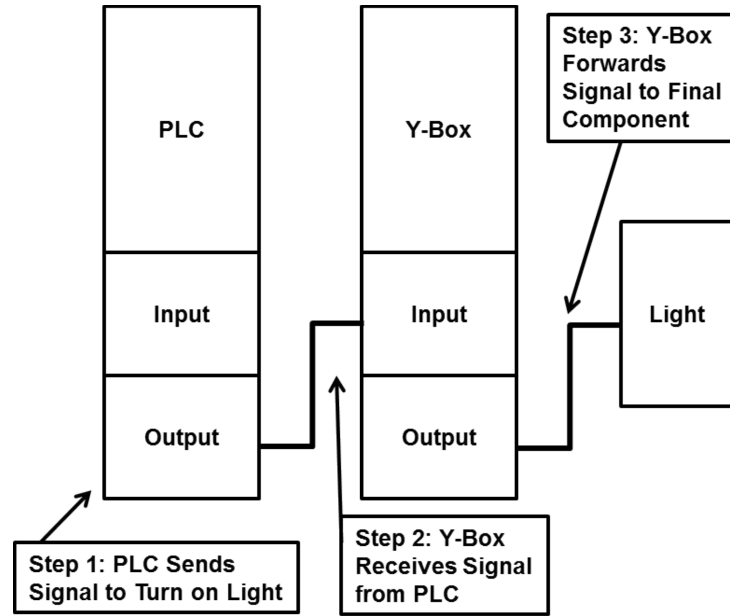 PLC
Input
Output
Y-Box
Input
Output
Light
Step 1: PLC Sends
Signal to Turn on Light
Step 2: Y-Box
Receives Signal
from PLC
Step 3: Y-Box
Forwards
Signal to Final
Component